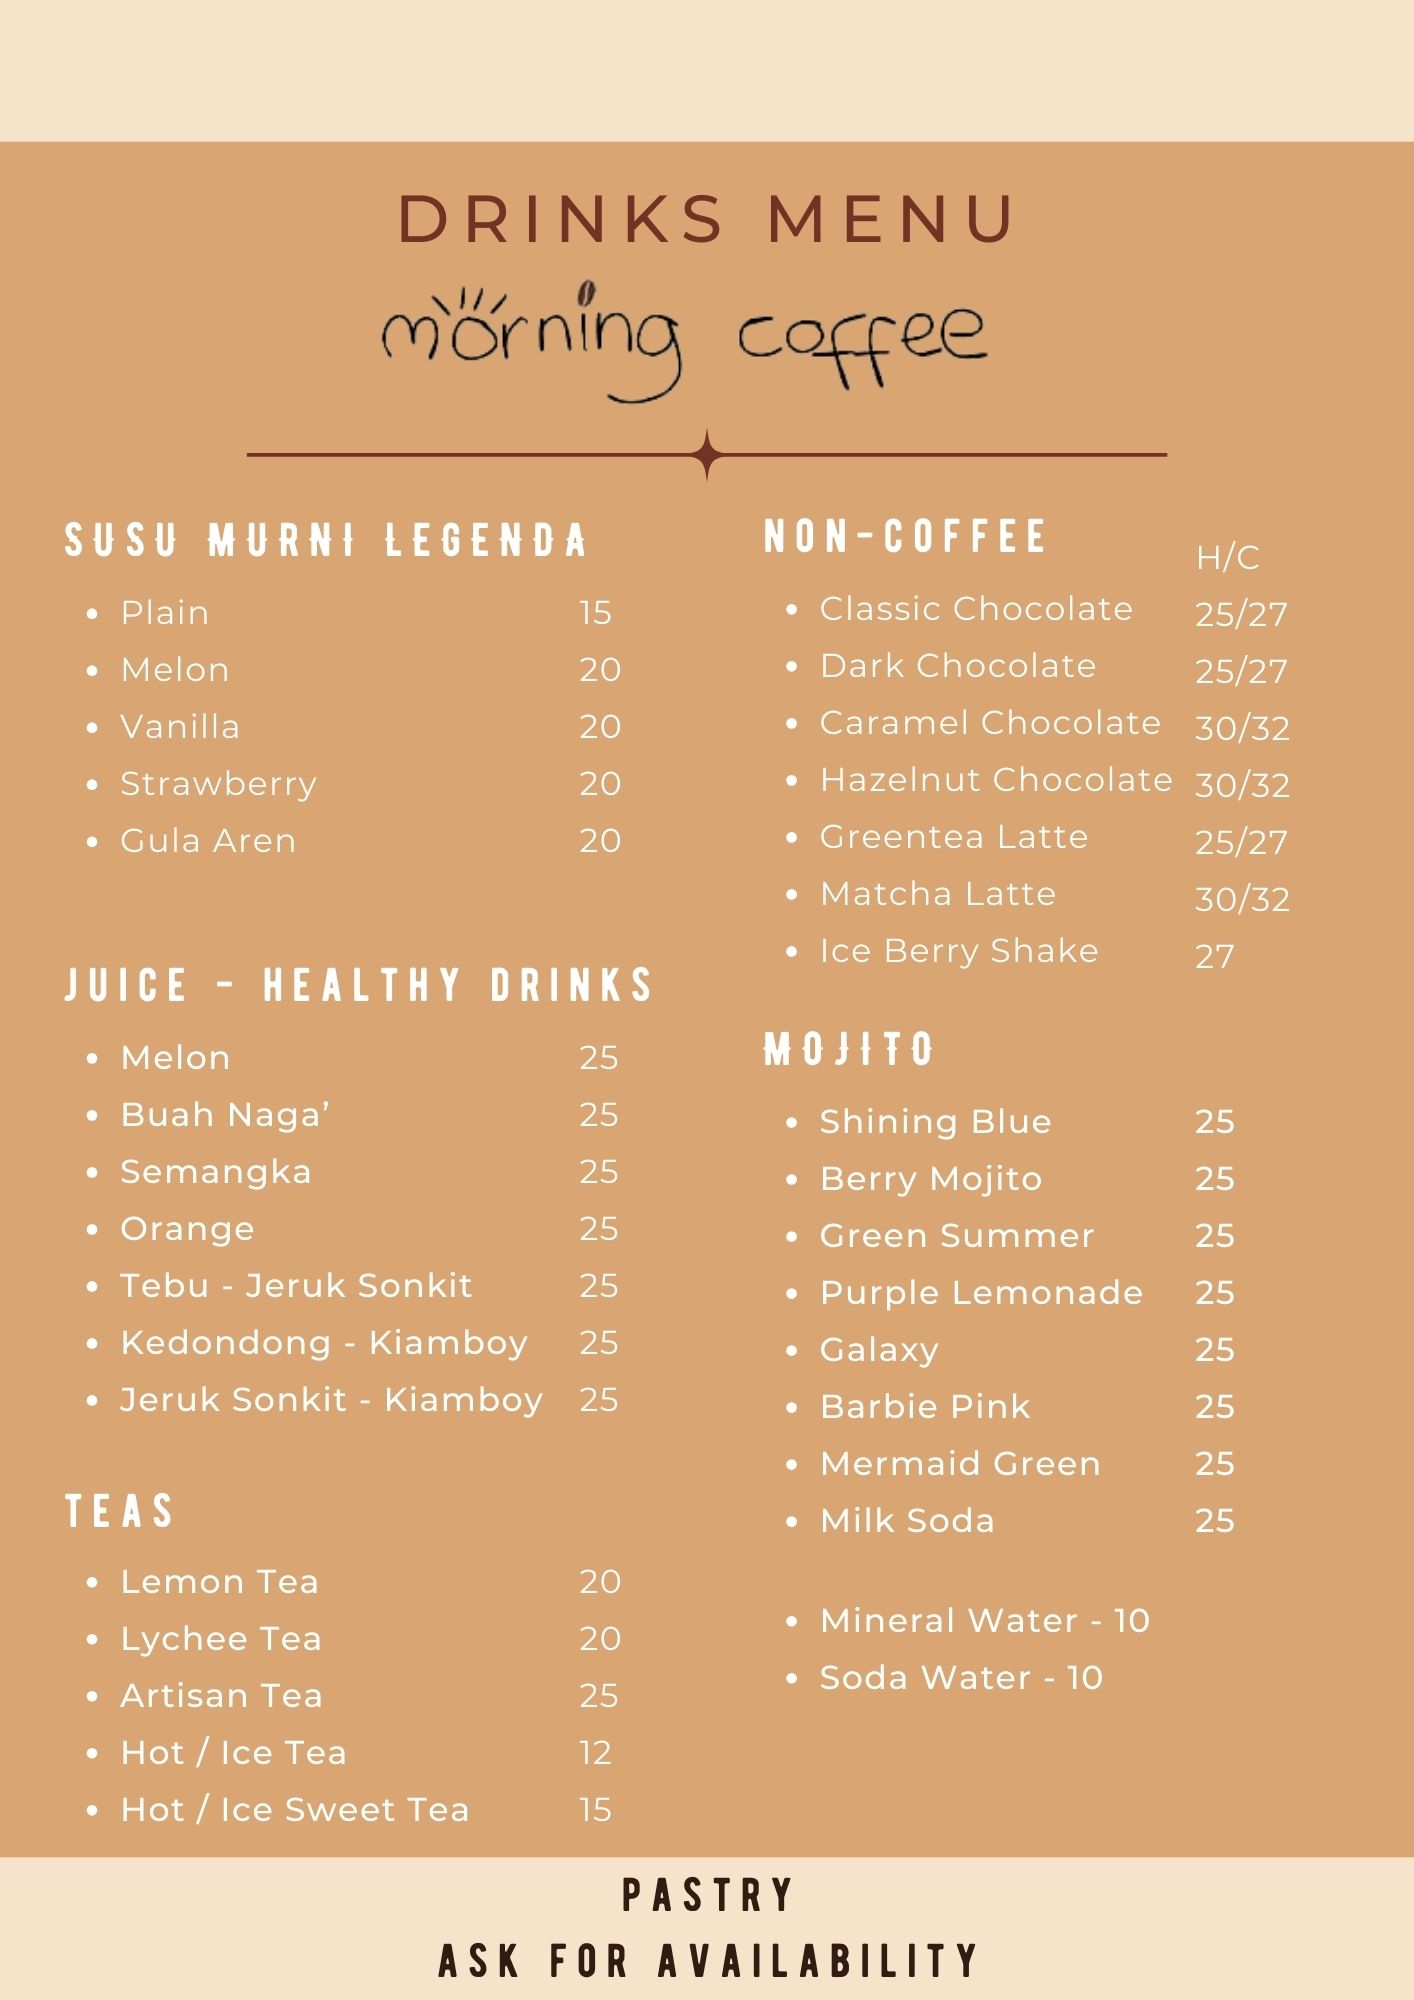 DRINKS MENU
morning coffee
SUSU MURNI LEGENDA
• Plain 15
• Melon 20
• Vanilla 20
• Strawberry 20
• Gula Aren 20
JUICE - HEALTHY DRINKS
• Melon 25
• Buah Naga’ 25
• Semangka 25
• Orange 25
• Tebu - Jeruk Sonkit 25
• Kedondong - Kiamboy 25
• Jeruk Sonkit - Kiamboy 25
TEAS
• Lemon Tea 20
• Lychee Tea 20
• Artisan Tea 25
• Hot / Ice Tea 12
• Hot / Ice Sweet Tea 15
NON-COFFEE
H/C
• Classic Chocolate 25/27
• Dark Chocolate 25/27
• Caramel Chocolate 30/32
• Hazelnut Chocolate 30/32
• Greentea Latte 25/27
• Matcha Latte 30/32
• Ice Berry Shake 27
MOJITO
• Shining Blue 25
• Berry Mojito 25
• Green Summer 25
• Purple Lemonade 25
• Galaxy 25
• Barbie Pink 25
• Mermaid Green 25
• Milk Soda 25
• Mineral Water - 10
• Soda Water - 10
PASTRY
ASK FOR AVAILABILITY